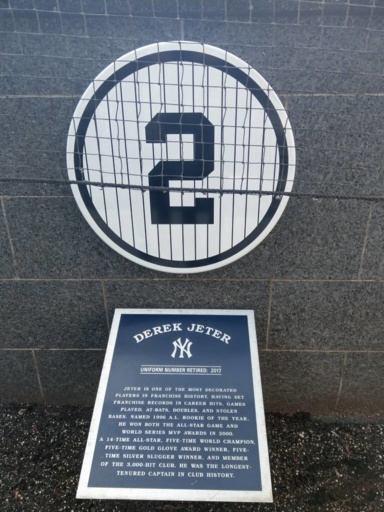 2
DEREK JETER
NY
UNIFORM NUMBER RETIRED: 2017
JETER IS ONE OF THE MOST DECORATED
PLAYERS IN FRANCHISE HISTORY, HAVING SET
FRANCHISE RECORDS IN CAREER HITS, GAMES
PLAYED, AT-BATS, DOUBLES, AND STOLEN
BASES. NAMED 1996 A.L. ROOKIE OF THE YEAR,
HE WON BOTH THE ALL-STAR GAME AND
WORLD SERIES MVP AWARDS IN 2000.
A 14-TIME ALL-STAR, FIVE-TIME WORLD CHAMPION,
FIVE-TIME GOLD GLOVE AWARD WINNER, FIVE-
TIME SILVER SLUGGER WINNER, AND MEMBER
OF THE 3,000-HIT CLUB, HE WAS THE LONGEST-
TENURED CAPTAIN IN CLUB HISTORY.